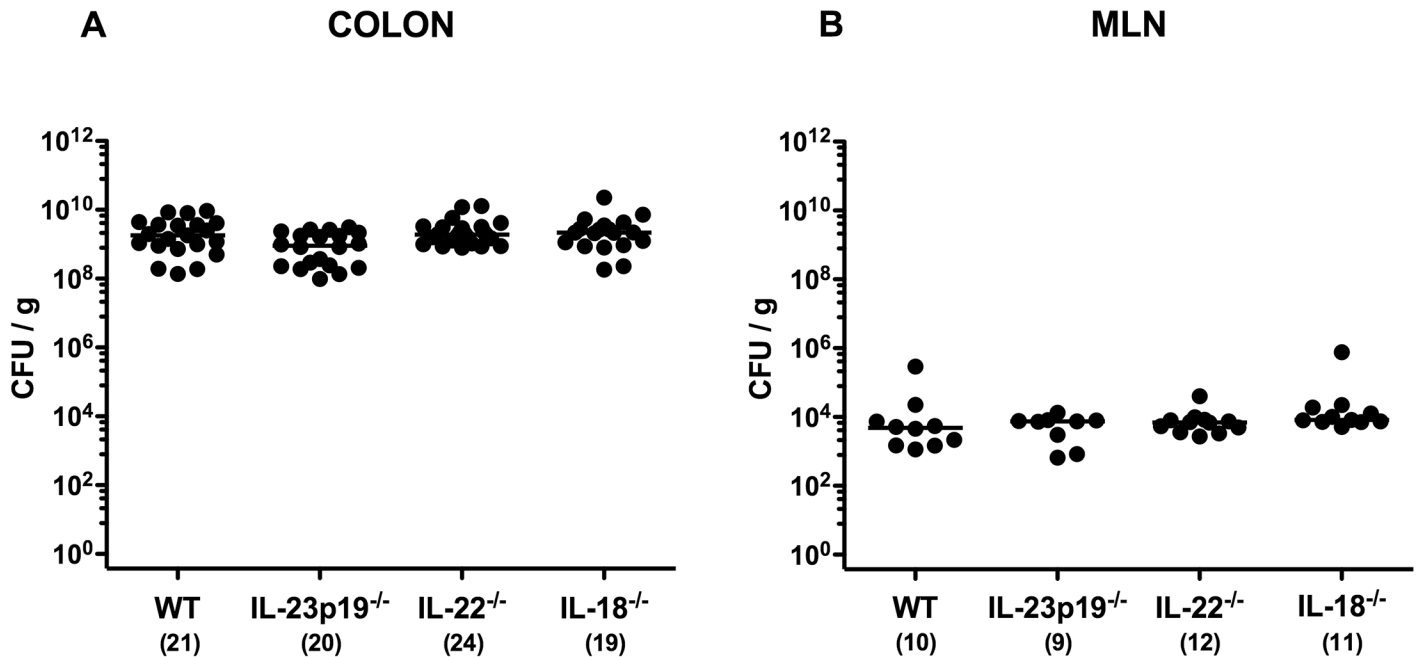 A COLON
CFU / g
10¹²
10¹⁰
10⁸
10⁶
10⁴
10²
10⁰
WT IL-23p19⁻/⁻ IL-22⁻/⁻ IL-18⁻/⁻
(21) (20) (24) (19)
B MLN
CFU / g
10¹²
10¹⁰
10⁸
10⁶
10⁴
10²
10⁰
WT IL-23p19⁻/⁻ IL-22⁻/⁻ IL-18⁻/⁻
(10) (9) (12) (11)